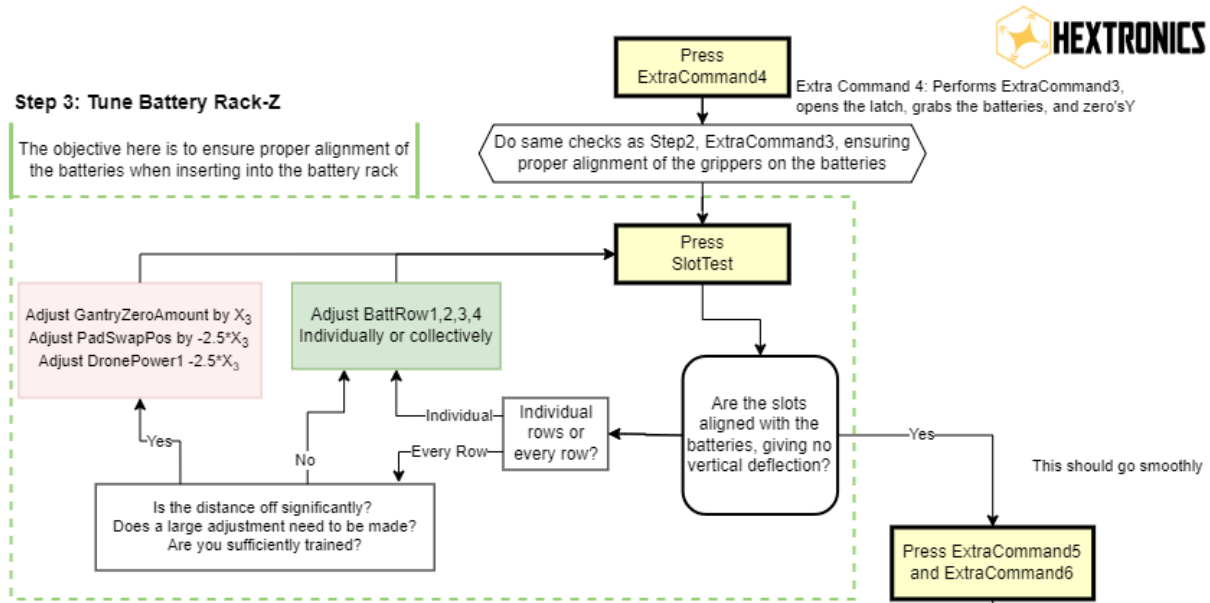 HEXTRONICS
Press
ExtraCommand4
Extra Command 4: Performs ExtraCommand3,
opens the latch, grabs the batteries, and zero'sY
Step 3: Tune Battery Rack-Z
The objective here is to ensure proper alignment of
the batteries when inserting into the battery rack
Do same checks as Step2, ExtraCommand3, ensuring
proper alignment of the grippers on the batteries
Press
SlotTest
Adjust GantryZeroAmount by X₃
Adjust PadSwapPos by -2.5*X₃
Adjust DronePower1 -2.5*X₃
Adjust BattRow1,2,3,4
Individually or collectively
Are the slots
aligned with the
batteries, giving no
vertical deflection?
Individual
Individual
rows or
every row?
Every Row
Yes
No
Yes
This should go smoothly
Is the distance off significantly?
Does a large adjustment need to be made?
Are you sufficiently trained?
Press ExtraCommand5
and ExtraCommand6